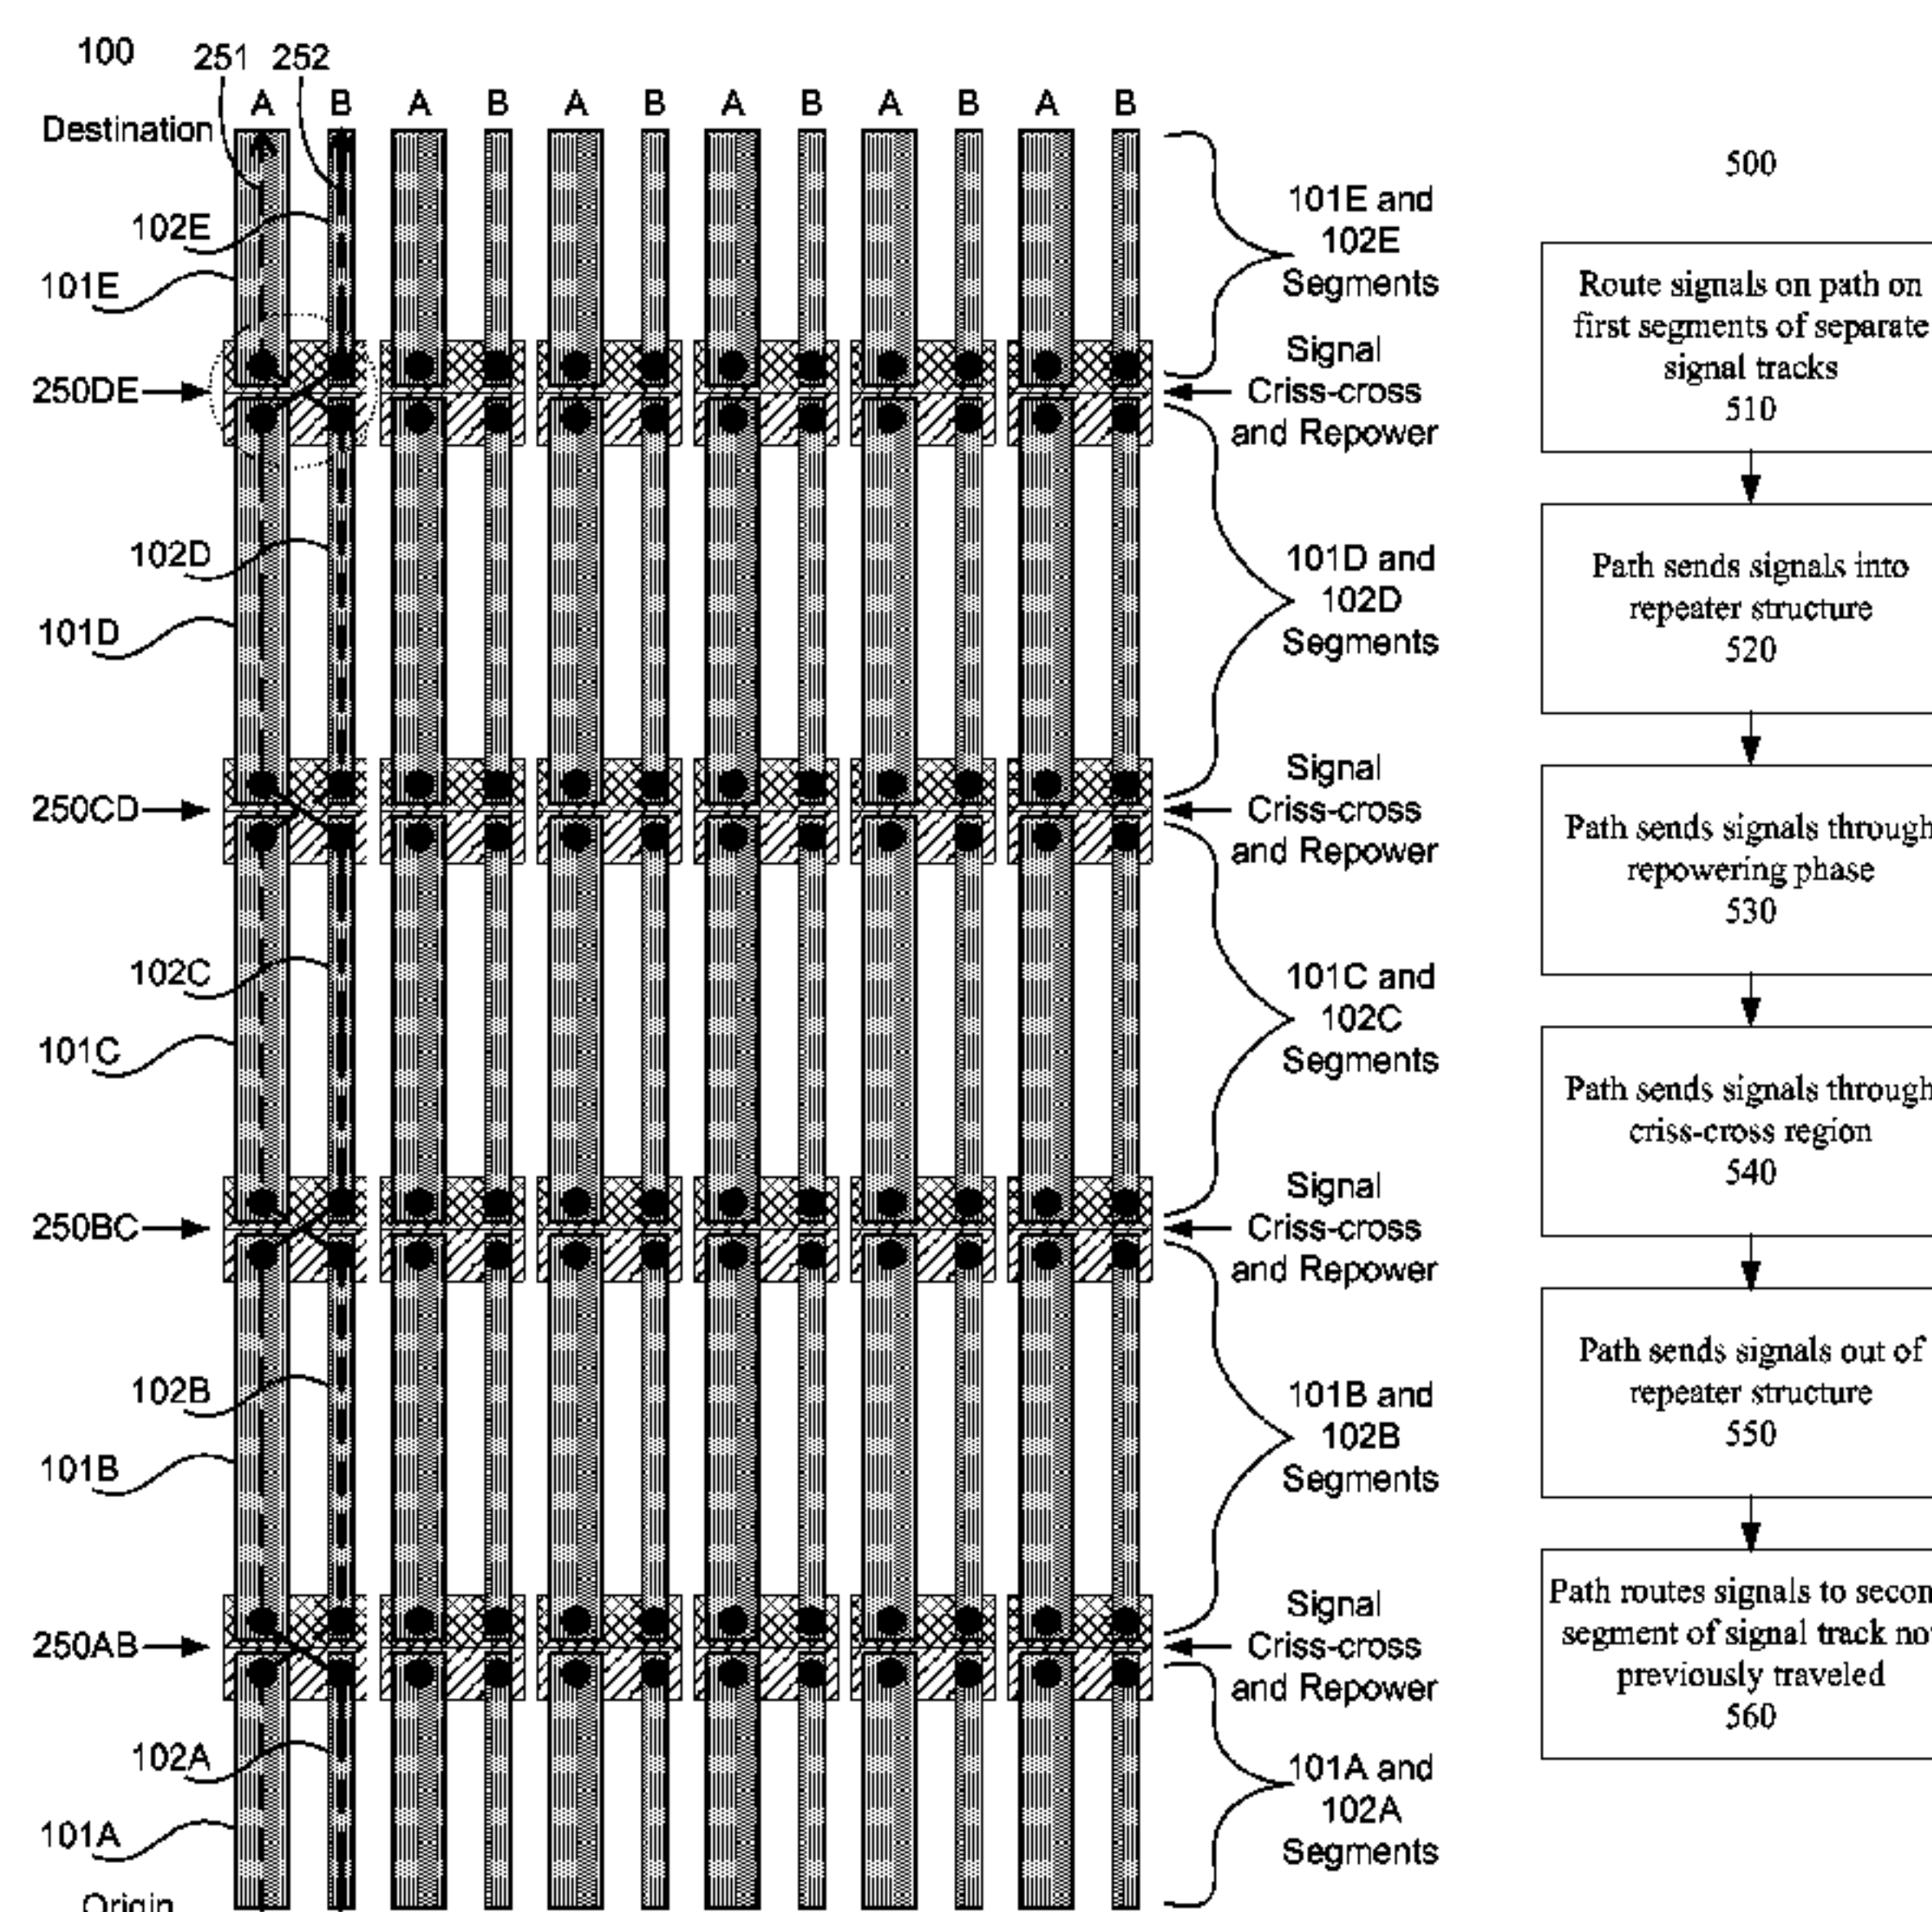 100
251 252
A B A B A B A B A B A B
Destination
102E
101E
250DE
102D
101D
250CD
102C
101C
250BC
102B
101B
250AB
102A
101A
Origin
101E and
102E
Segments
Signal
Criss-cross
and Repower
101D and
102D
Segments
Signal
Criss-cross
and Repower
101C and
102C
Segments
Signal
Criss-cross
and Repower
101B and
102B
Segments
Signal
Criss-cross
and Repower
101A and
102A
Segments
500
Route signals on path on
first segments of separate
signal tracks
510
Path sends signals into
repeater structure
520
Path sends signals through
repowering phase
530
Path sends signals through
criss-cross region
540
Path sends signals out of
repeater structure
550
Path routes signals to
segment of signal track
previously traveled
560